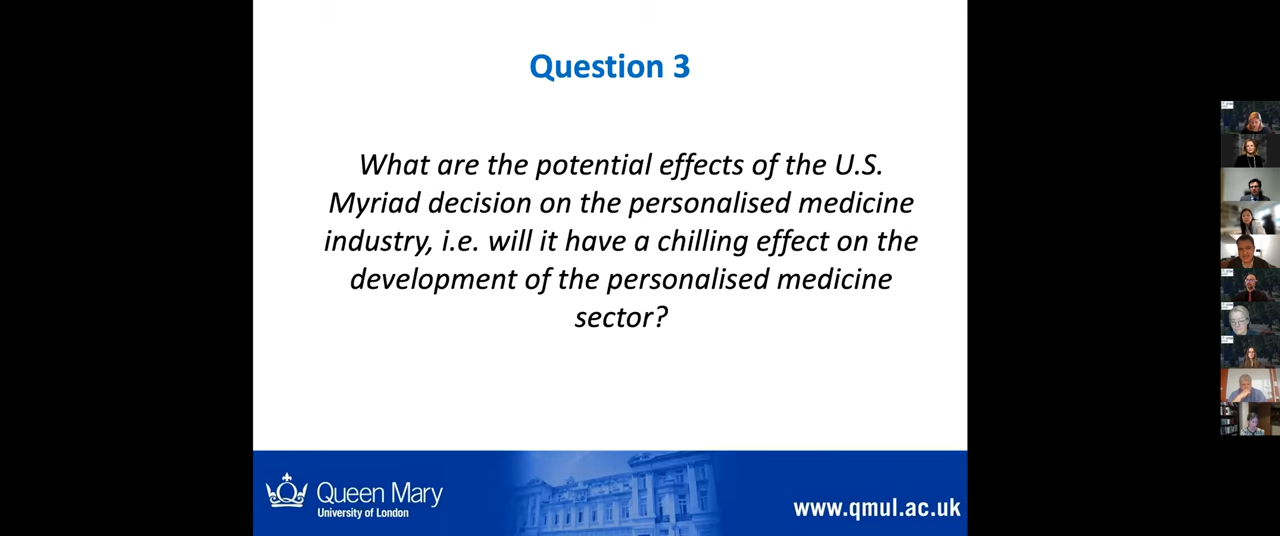 Question 3
What are the potential effects of the U.S.
Myriad decision on the personalised medicine
industry, i.e. will it have a chilling effect on the
development of the personalised medicine
sector?
Queen Mary
University of London
www.qmul.ac.uk